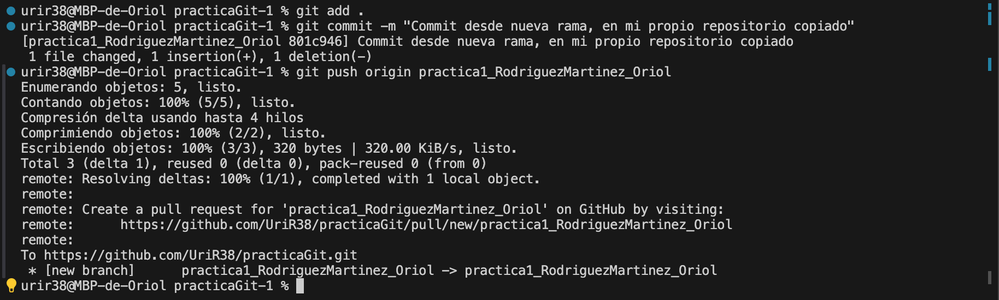 urir38@MBP-de-Oriol practicaGit-1 % git add .
urir38@MBP-de-Oriol practicaGit-1 % git commit -m "Commit desde nueva rama, en mi propio repositorio copiado"
[practica1_RodriguezMartinez_Oriol 801c946] Commit desde nueva rama, en mi propio repositorio copiado
 1 file changed, 1 insertion(+), 1 deletion(-)
urir38@MBP-de-Oriol practicaGit-1 % git push origin practica1_RodriguezMartinez_Oriol
Enumerando objetos: 5, listo.
Contando objetos: 100% (5/5), listo.
Compresión delta usando hasta 4 hilos
Comprimiendo objetos: 100% (2/2), listo.
Escribiendo objetos: 100% (3/3), 320 bytes | 320.00 KiB/s, listo.
Total 3 (delta 1), reused 0 (delta 0), pack-reused 0 (from 0)
remote: Resolving deltas: 100% (1/1), completed with 1 local object.
remote:
remote: Create a pull request for 'practica1_RodriguezMartinez_Oriol' on GitHub by visiting:
remote:      https://github.com/UriR38/practicaGit/pull/new/practica1_RodriguezMartinez_Oriol
remote:
To https://github.com/UriR38/practicaGit.git
 * [new branch]      practica1_RodriguezMartinez_Oriol -> practica1_RodriguezMartinez_Oriol
urir38@MBP-de-Oriol practicaGit-1 %